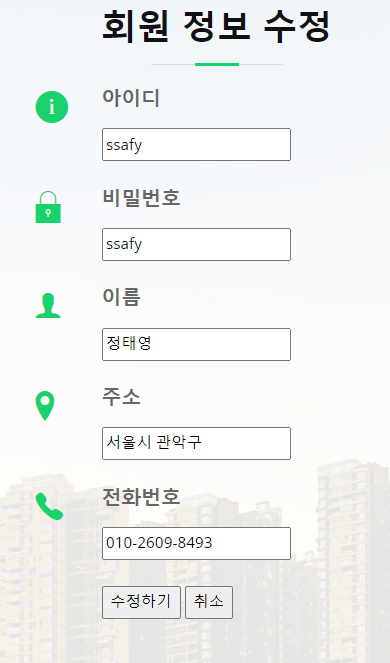 회원 정보 수정
아이디
ssafy
비밀번호
ssafy
이름
정태영
주소
서울시 관악구
전화번호
010-2609-8493
수정하기 취소